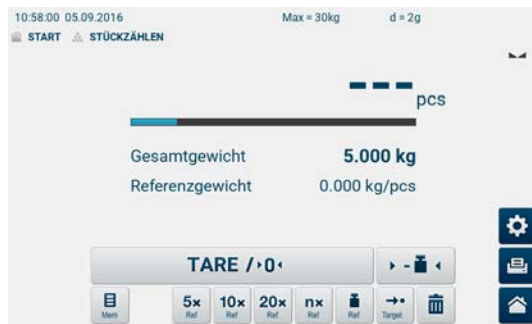 10:58:00 05.09.2016 Max = 30kg d = 2g
START STÜCKZÄHLEN
--- pcs
Gesamtgewicht 5.000 kg
Referenzgewicht 0.000 kg/pcs
TARE / 0
5x 10x 20x nx
Mem Ref Ref Ref Ref Ref Target